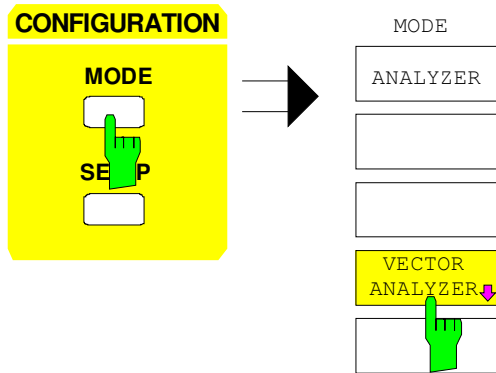 CONFIGURATION
MODE
SE P
MODE
ANALYZER
VECTOR
ANALYZER